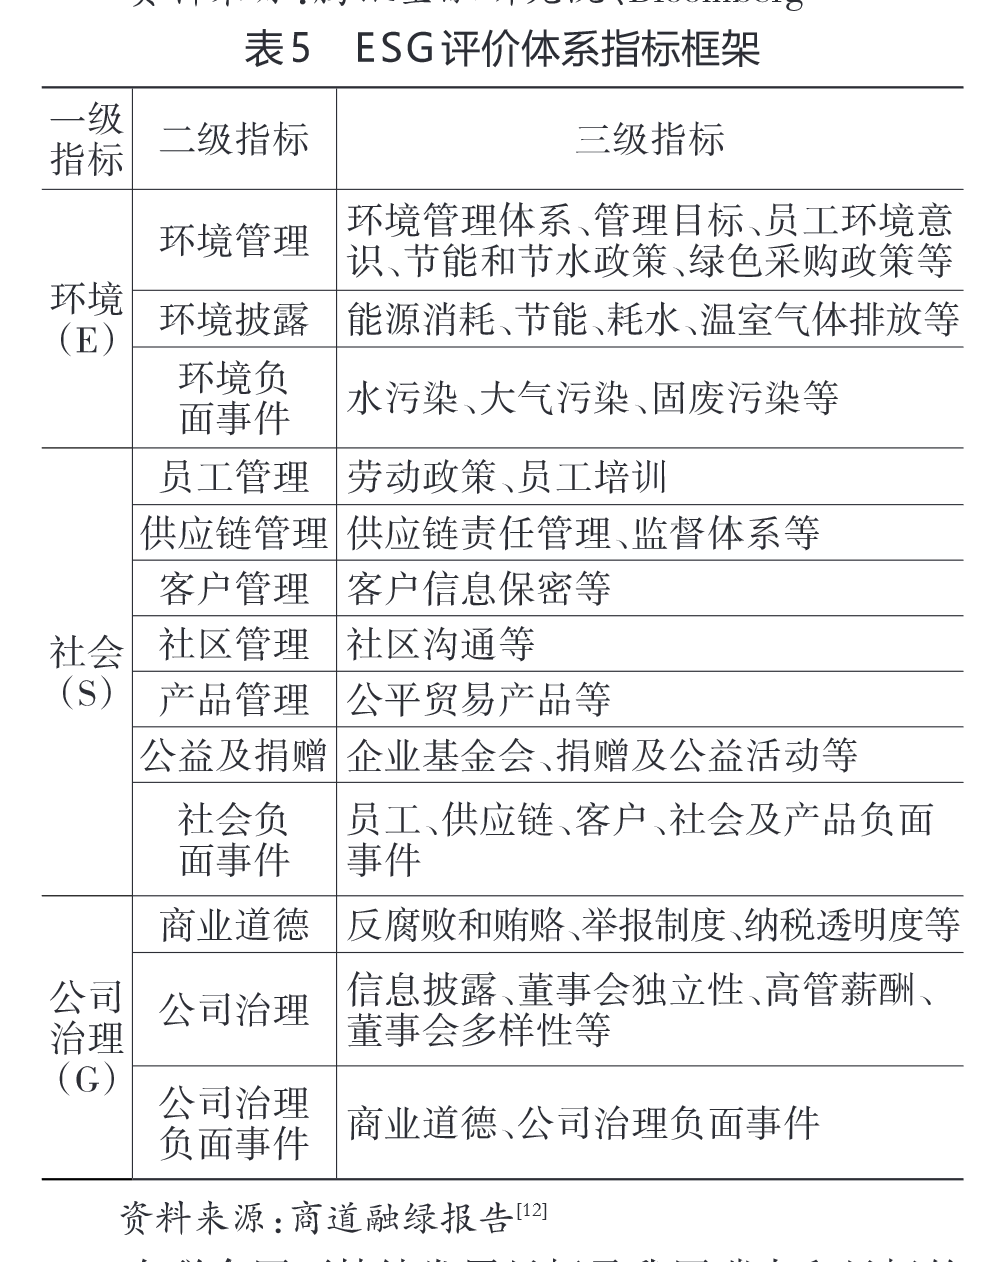 表5 ESG评价体系指标框架
一级
指标
二级指标
三级指标
环境
(E)
环境管理
环境管理体系、管理目标、员工环境意
识、节能和节水政策、绿色采购政策等
环境披露
能源消耗、节能、耗水、温室气体排放等
环境负
面事件
水污染、大气污染、固废污染等
社会
(S)
员工管理
劳动政策、员工培训
供应链管理
供应链责任管理、监督体系等
客户管理
客户信息保密等
社区管理
社区沟通等
产品管理
公平贸易产品等
公益及捐赠
企业基金会、捐赠及公益活动等
社会负
面事件
员工、供应链、客户、社会及产品负面
事件
公司
治理
(G)
商业道德
反腐败和贿赂、举报制度、纳税透明度等
公司治理
信息披露、董事会独立性、高管薪酬、
董事会多样性等
公司治理
负面事件
商业道德、公司治理负面事件
资料来源:商道融绿报告[12]